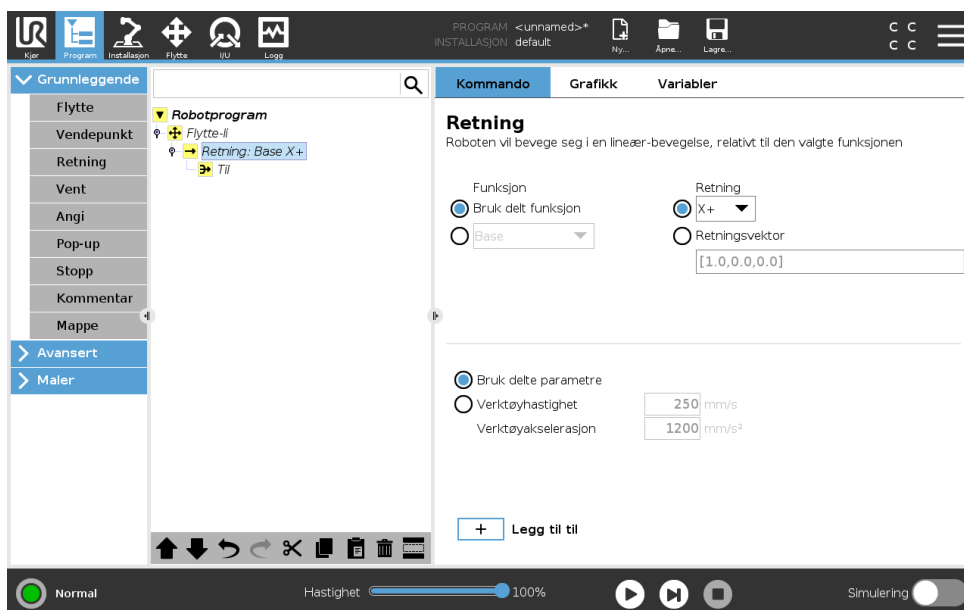 UR
PROGRAM <unnamed>*
INSTALLASJON default
C C
C C
Kjør
Program
Installasjon
Flytte
I/U
Logg
Ny...
Åpne...
Lagre...
Grunnleggende
Flytte
Vendepunkt
Retning
Vent
Angi
Pop-up
Stopp
Kommentar
Mappe
Avansert
Maler
Robotprogram
Flytte-li
Retning: Base X+
Til
Kommando Grafikk Variabler
Retning
Roboten vil bevege seg i en lineær-bevegelse, relativt til den valgte funksjonen
Funksjon
Bruk delt funksjon
Base
Retning
X+
Retningsvektor
[1.0,0.0,0.0]
Bruk delte parametre
Verktøyhastighet 250 mm/s
Verktøyakselerasjon 1200 mm/s²
+ Legg til til
Normal
Hastighet 100%
Simulering